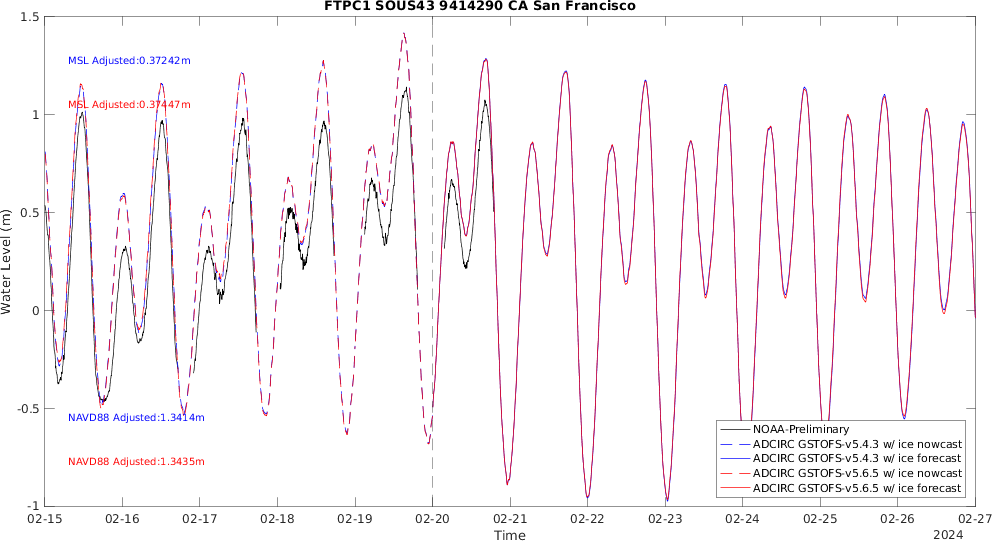 FTPC1 SOUS43 9414290 CA San Francisco
1.5
MSL Adjusted:0.37242m
MSL Adjusted:0.37447m
1
0.5
Water Level (m)
0
-0.5
NAVD88 Adjusted:1.3414m
NAVD88 Adjusted:1.3435m
-1
NOAA-Preliminary
ADCIRC GSTOFS-v5.4.3 w/ ice nowcast
ADCIRC GSTOFS-v5.4.3 w/ ice forecast
ADCIRC GSTOFS-v5.6.5 w/ ice nowcast
ADCIRC GSTOFS-v5.6.5 w/ ice forecast
02-15 02-16 02-17 02-18 02-19 02-20 02-21 02-22 02-23 02-24 02-25 02-26 02-27
Time
2024